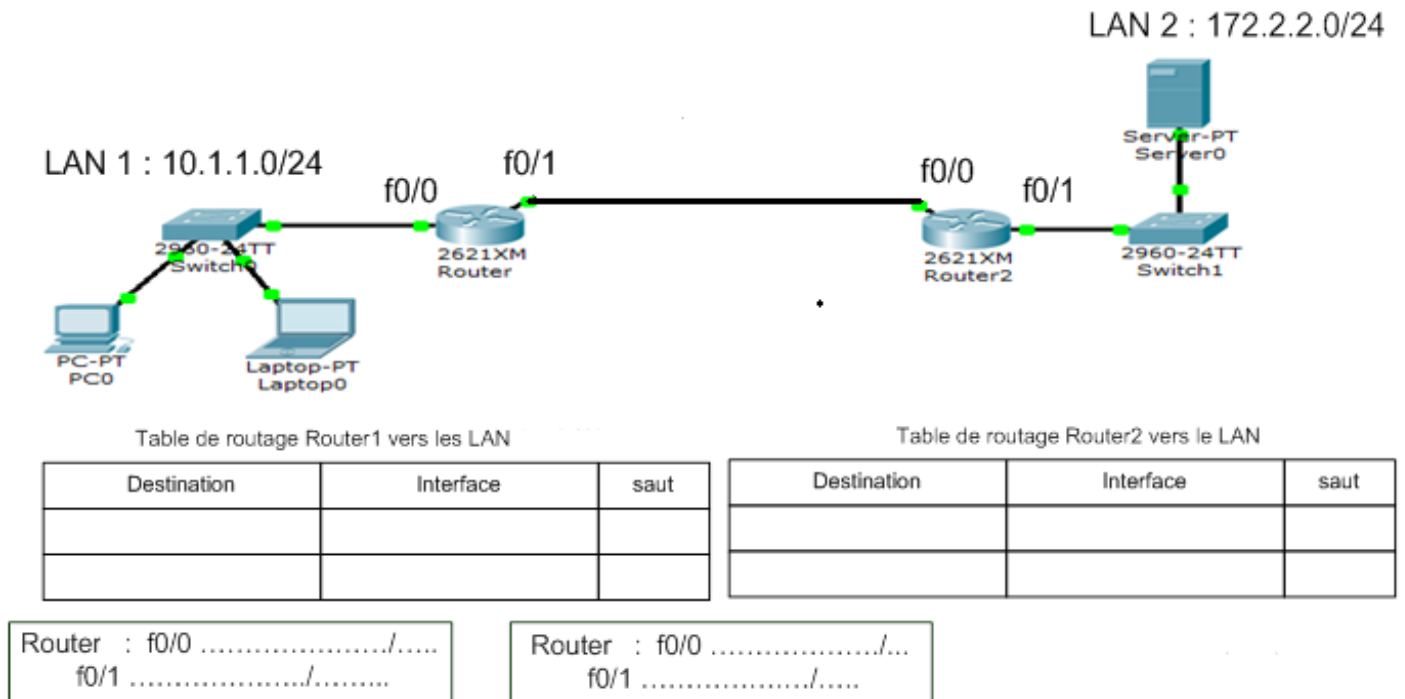 LAN 2 : 172.2.2.0/24
Server-PT
Server0
LAN 1 : 10.1.1.0/24
f0/0
f0/1
f0/0
f0/1
2960-24TT
Switch0
2621XM
Router
2621XM
Router2
2960-24TT
Switch1
PC-PT
PC0
Laptop-PT
Laptop0
Table de routage Router1 vers les LAN
Destination Interface saut
Table de routage Router2 vers le LAN
Destination Interface saut
Router : f0/0 …………………/…..
f0/1 …………………/………
Router : f0/0 …………………/...
f0/1 …………………/…..